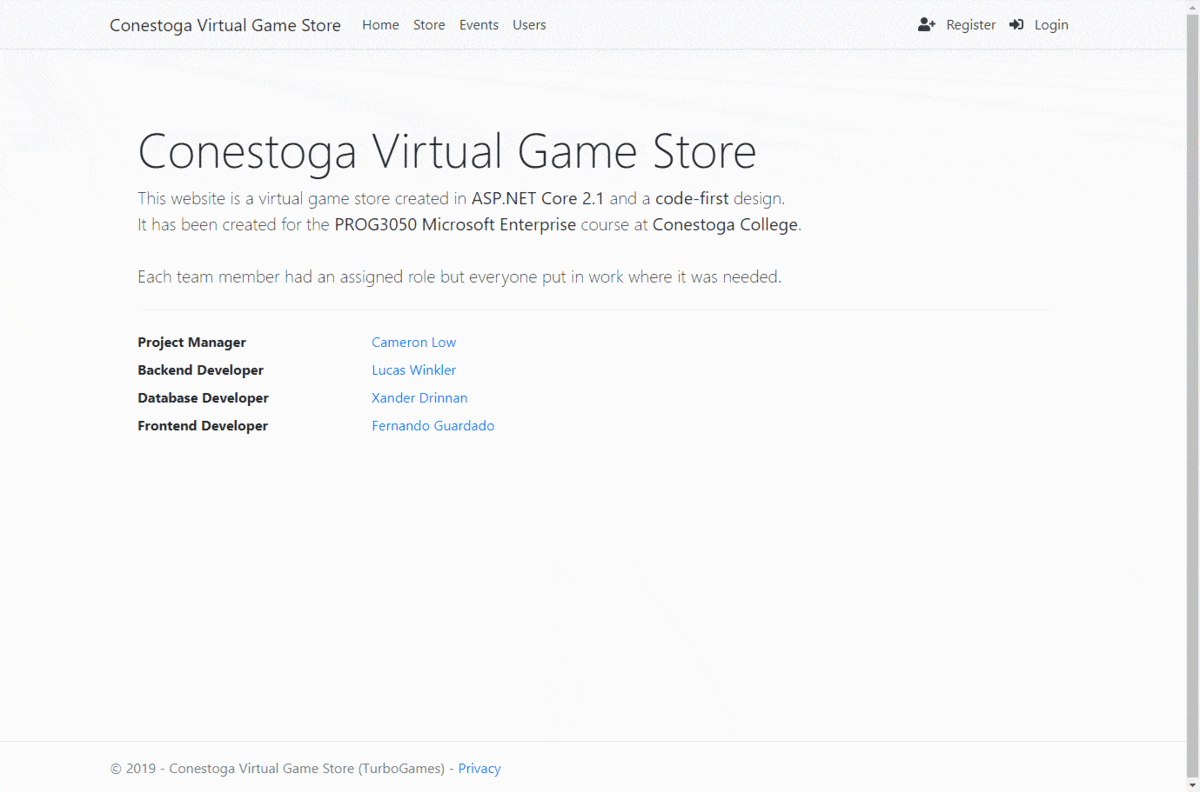 Conestoga Virtual Game Store Home Store Events Users Register Login
Conestoga Virtual Game Store
This website is a virtual game store created in ASP.NET Core 2.1 and a code-first design.
It has been created for the PROG3050 Microsoft Enterprise course at Conestoga College.
Each team member had an assigned role but everyone put in work where it was needed.
Project Manager Cameron Low
Backend Developer Lucas Winkler
Database Developer Xander Drinnan
Frontend Developer Fernando Guardado
© 2019 - Conestoga Virtual Game Store (TurboGames) - Privacy